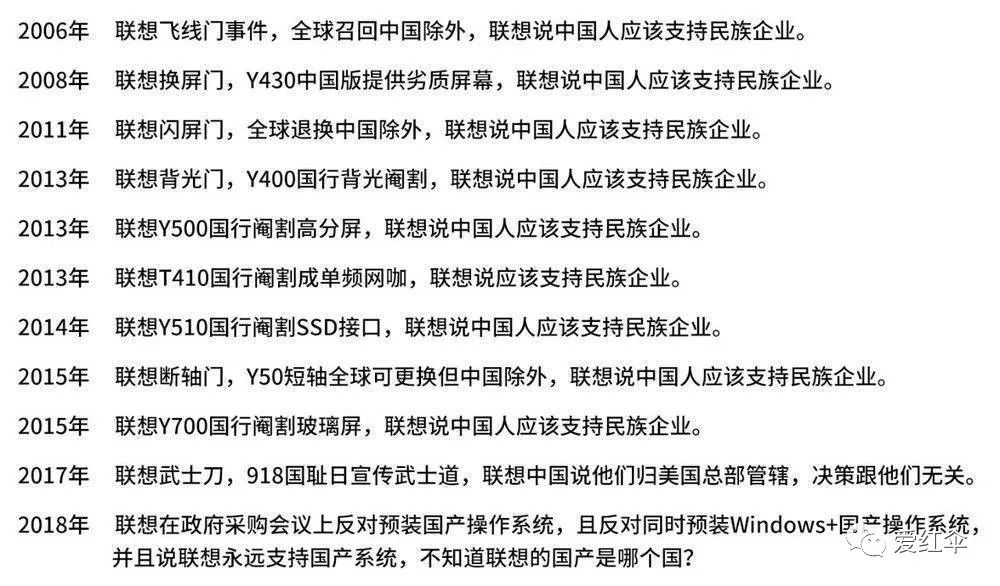 2006年 联想飞线门事件，全球召回中国除外，联想说中国人应该支持民族企业。
2008年 联想换屏门，Y430中国版提供劣质屏幕，联想说中国人应该支持民族企业。
2011年 联想闪屏门，全球退换中国除外，联想说中国人应该支持民族企业。
2013年 联想背光门，Y400国行背光阉割，联想说中国人应该支持民族企业。
2013年 联想Y500国行阉割高分屏，联想说中国人应该支持民族企业。
2013年 联想T410国行阉割成单频网咖，联想说应该支持民族企业。
2014年 联想Y510国行阉割SSD接口，联想说中国人应该支持民族企业。
2015年 联想断轴门，Y50短轴全球可更换但中国除外，联想说中国人应该支持民族企业。
2015年 联想Y700国行阉割玻璃屏，联想说中国人应该支持民族企业。
2017年 联想武士刀，918国耻日宣传武士道，联想中国说他们归美国总部管辖，决策跟他们无关。
2018年 联想在政府采购会议上反对预装国产操作系统，且反对同时预装Windows+国产操作系统，
并且说联想永远支持国产系统，不知道联想的国产是哪个国？
爱红伞